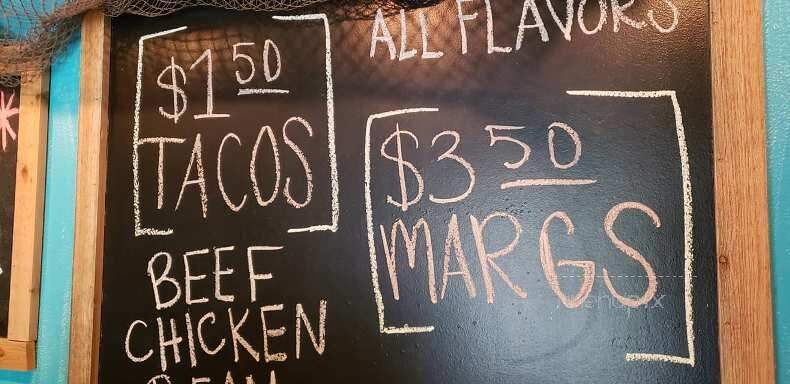 $1 50
TACOS
BEEF
CHICKEN
ALL FLAVORS
$3 50
MARGS